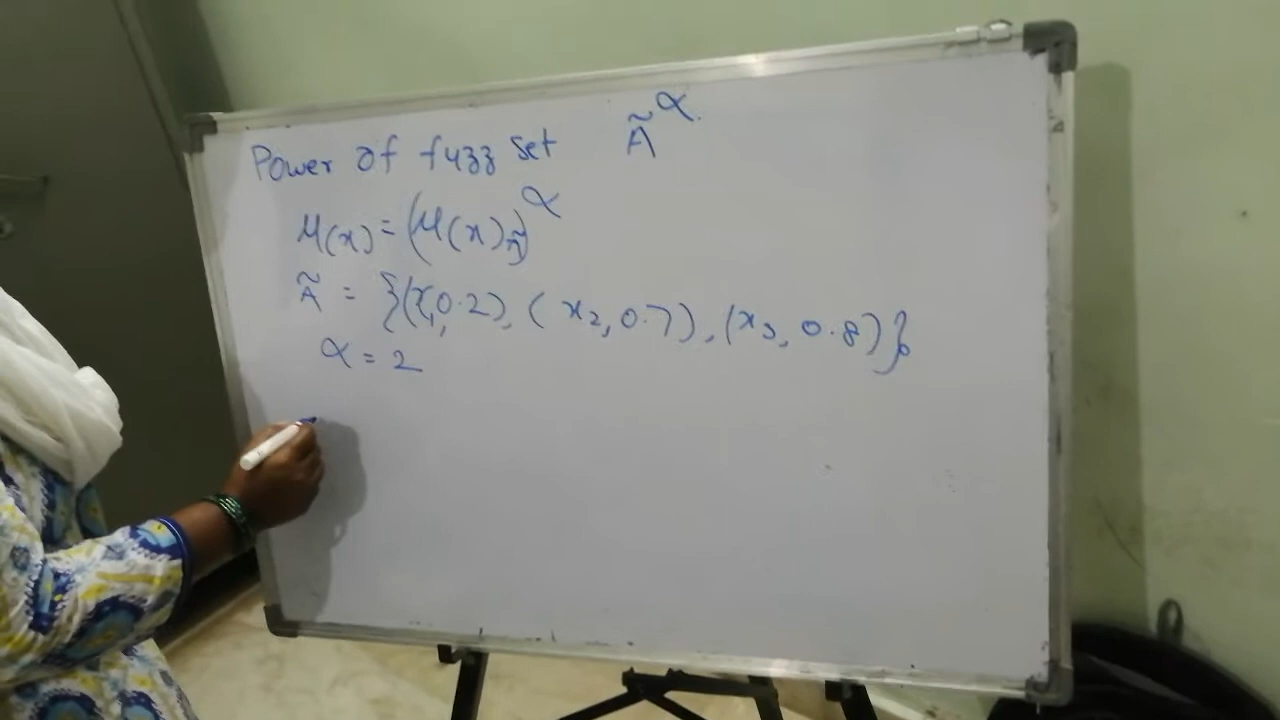 Power of fuzz set Ã^α
μ(x) = (μ(x)Ã)^α
Ã = {(x1, 0.2), (x2, 0.7), (x3, 0.8)}
α = 2